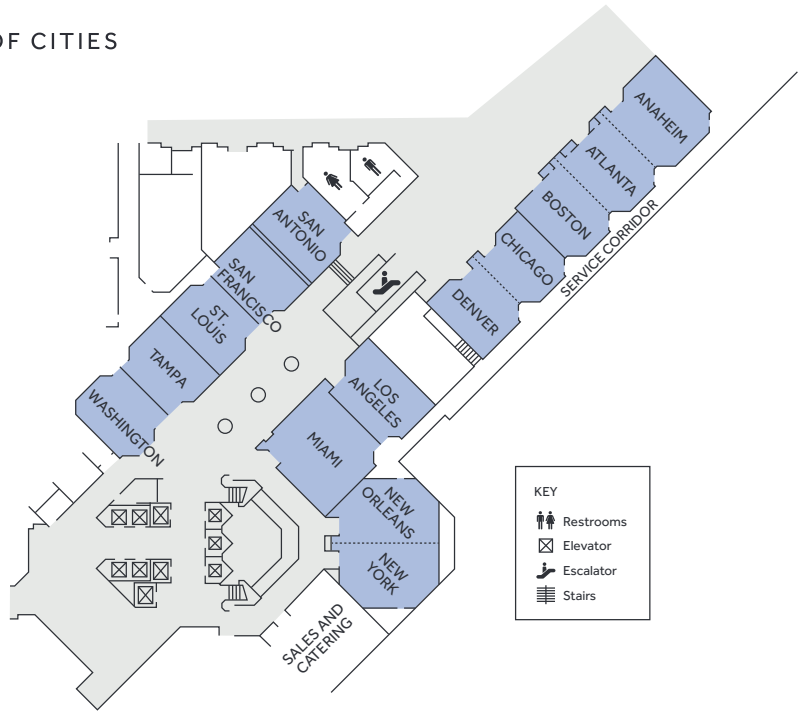 OF CITIES
ANAHEIM
ATLANTA
BOSTON
CHICAGO
DENVER
SERVICE CORRIDOR
SAN
ANTONIO
SAN
FRANCISCO
ST.
LOUIS
TAMPA
WASHINGTON
LOS
ANGELES
MIAMI
NEW
ORLEANS
NEW
YORK
SALES AND
CATERING
KEY
Restrooms
Elevator
Escalator
Stairs